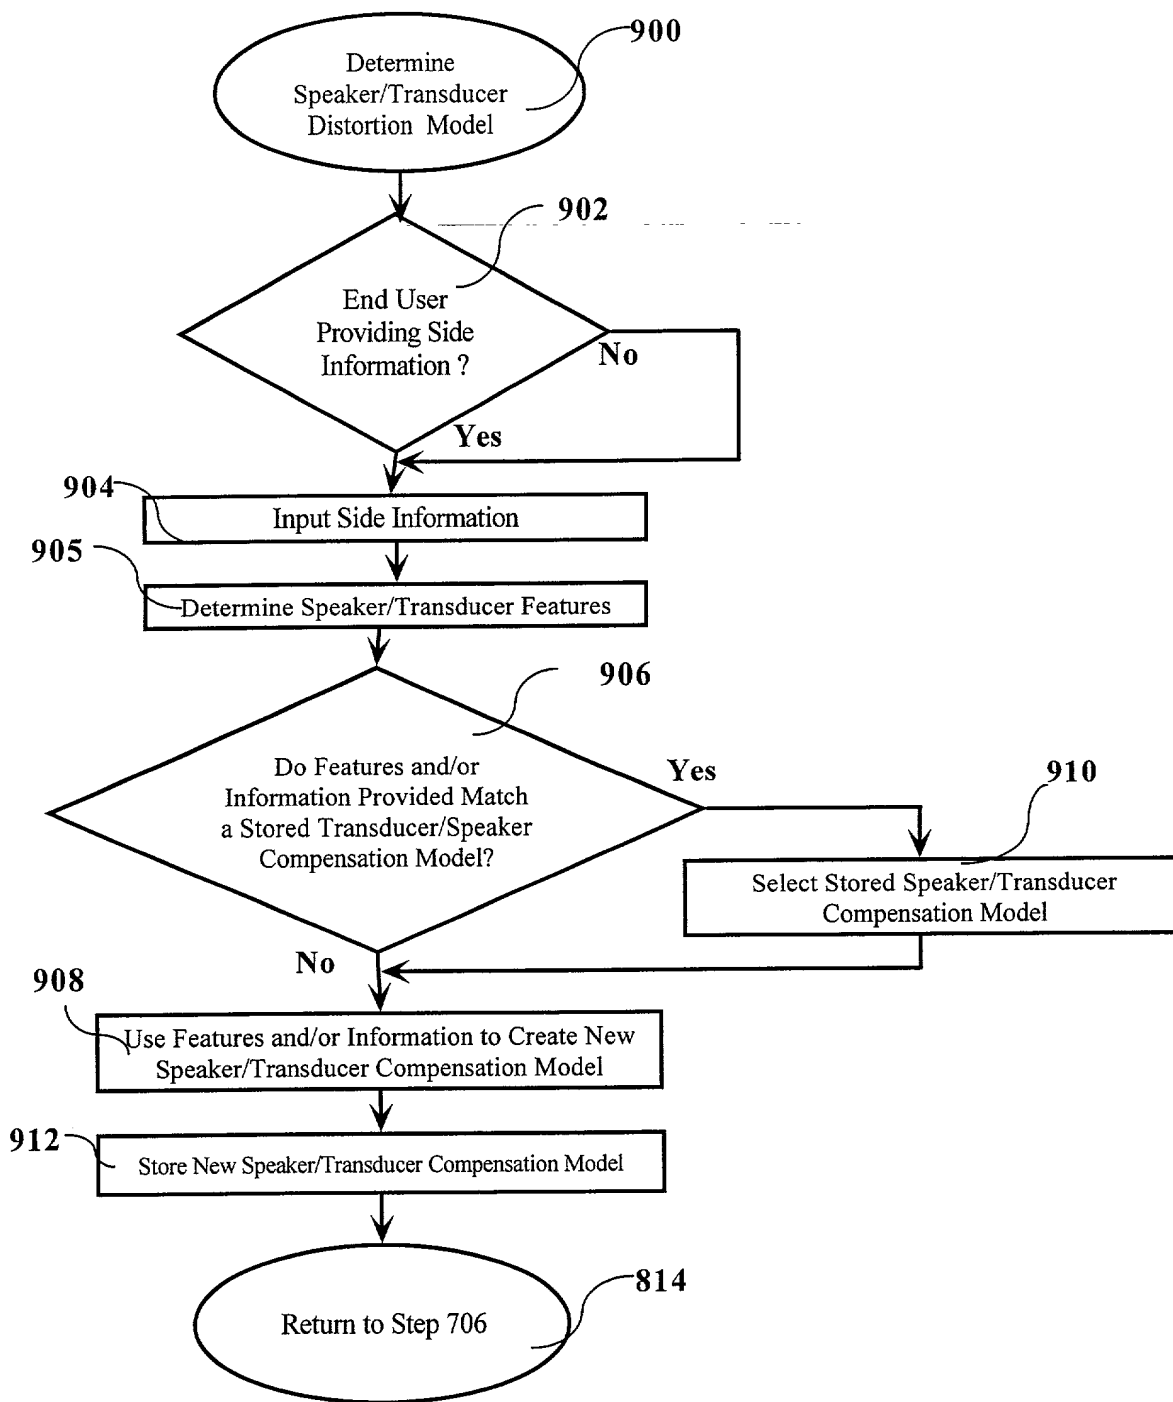 900
Determine
Speaker/Transducer
Distortion Model
902
End User
Providing Side
Information ?
No
Yes
904
Input Side Information
905
Determine Speaker/Transducer Features
906
Do Features and/or
Information Provided Match
a Stored Transducer/Speaker
Compensation Model?
Yes
910
Select Stored Speaker/Transducer
Compensation Model
No
908
Use Features and/or Information to Create New
Speaker/Transducer Compensation Model
912
Store New Speaker/Transducer Compensation Model
814
Return to Step 706